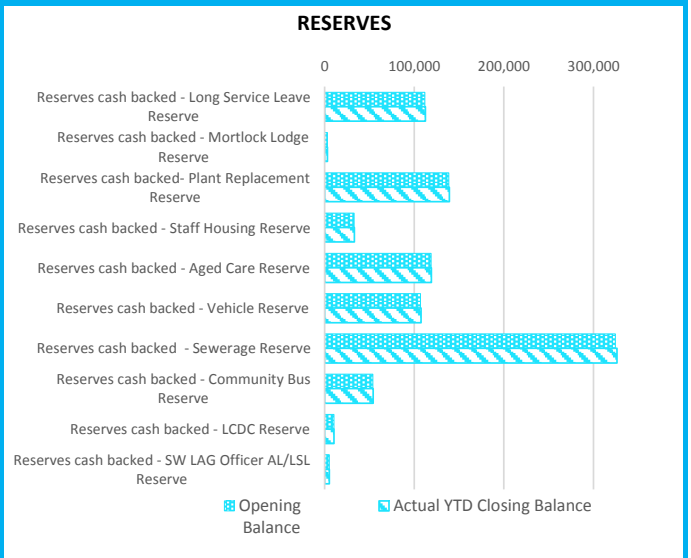 RESERVES
0 100,000 200,000 300,000
Reserves cash backed - Long Service Leave
Reserve
Reserves cash backed - Mortlock Lodge
Reserve
Reserves cash backed- Plant Replacement
Reserve
Reserves cash backed - Staff Housing Reserve
Reserves cash backed - Aged Care Reserve
Reserves cash backed - Vehicle Reserve
Reserves cash backed - Sewerage Reserve
Reserves cash backed - Community Bus
Reserve
Reserves cash backed - LCDC Reserve
Reserves cash backed - SW LAG Officer AL/LSL
Reserve
Opening
Balance
Actual YTD Closing Balance